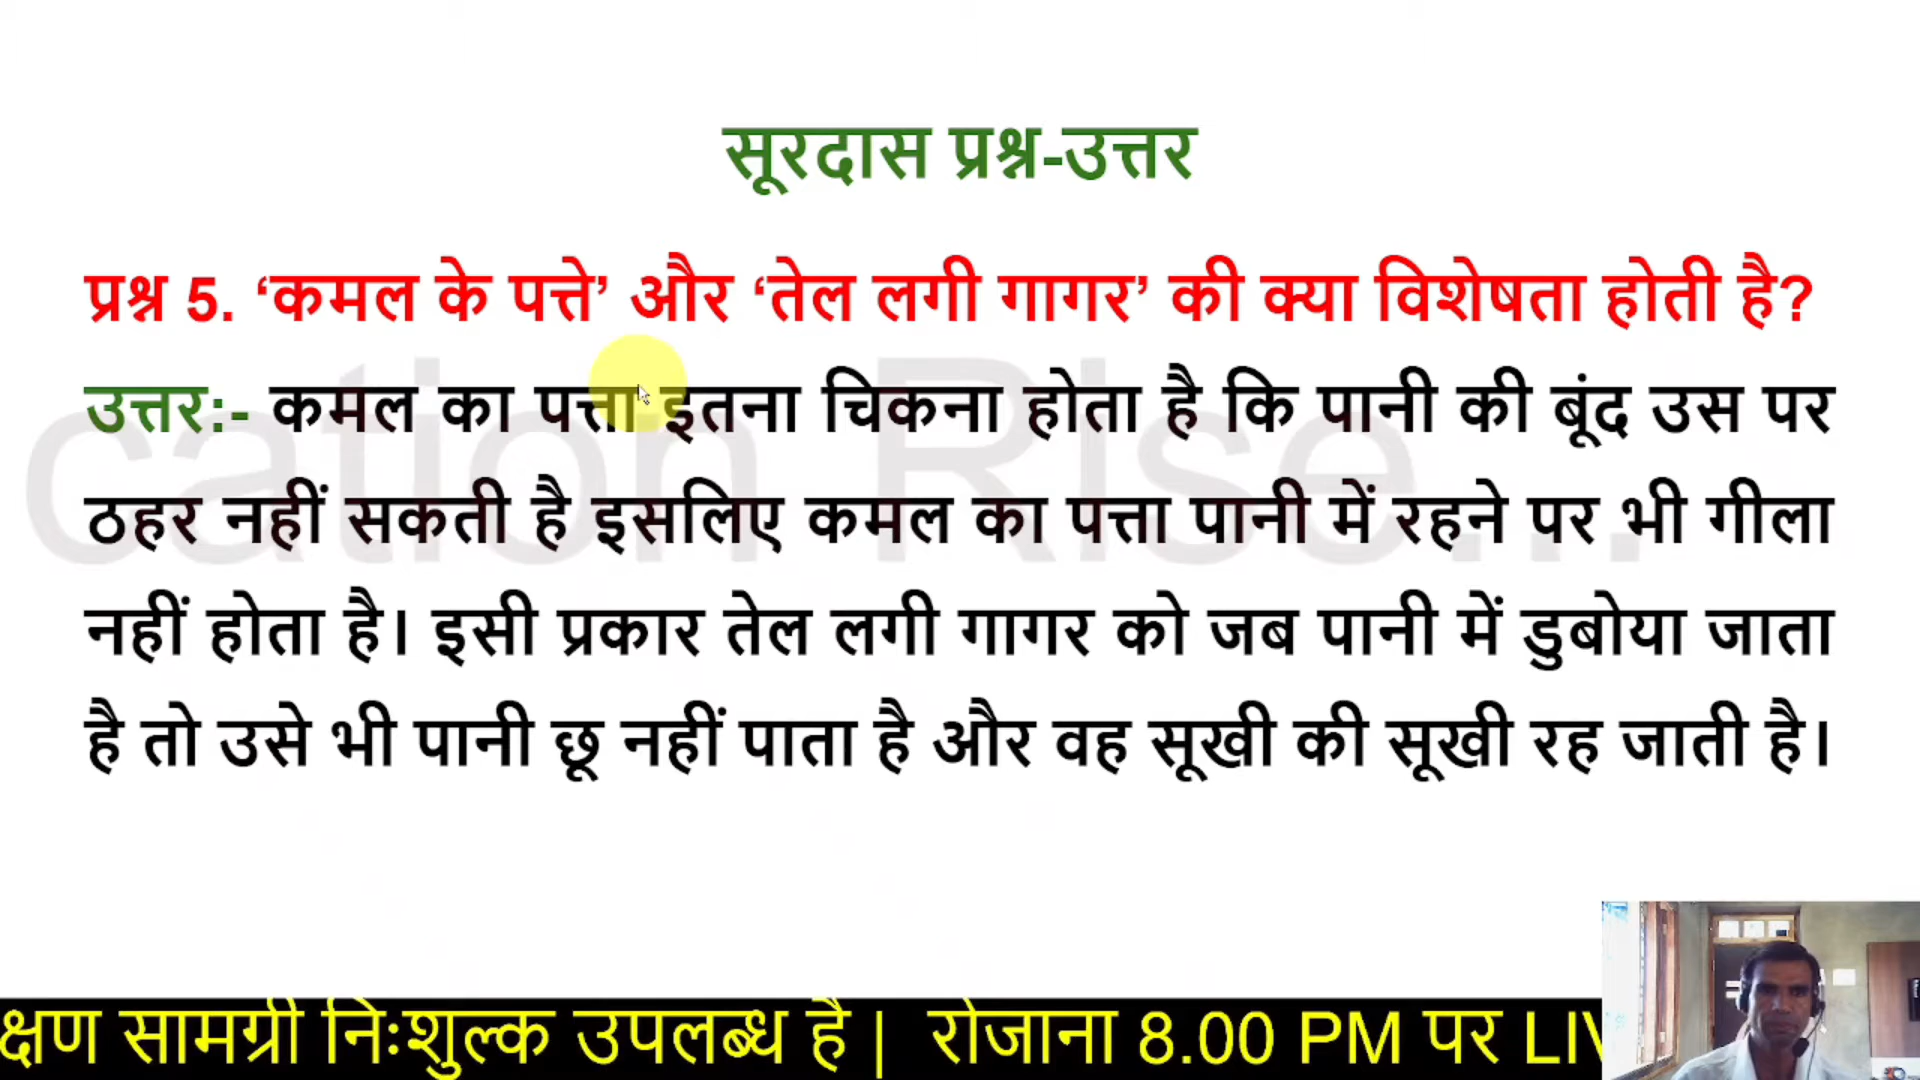 सूरदास प्रश्न-उत्तर
प्रश्न 5. ‘कमल के पत्ते’ और ‘तेल लगी गागर’ की क्या विशेषता होती है?
उत्तर:- कमल का पत्ता इतना चिकना होता है कि पानी की बूंद उस पर
ठहर नहीं सकती है इसलिए कमल का पत्ता पानी में रहने पर भी गीला
नहीं होता है। इसी प्रकार तेल लगी गागर को जब पानी में डुबोया जाता
है तो उसे भी पानी छू नहीं पाता है और वह सूखी की सूखी रह जाती है।
cation Rise...
क्षण सामग्री निःशुल्क उपलब्ध है | रोजाना 8.00 PM पर LIV